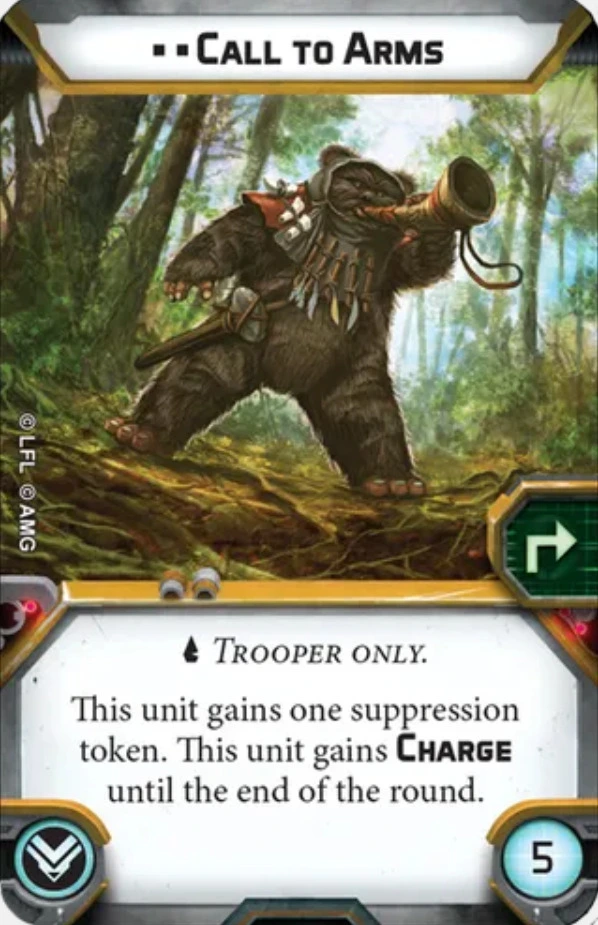 ▪▪CALL TO ARMS
©LFL ©AMG
TROOPER ONLY.
This unit gains one suppression
token. This unit gains CHARGE
until the end of the round.
5